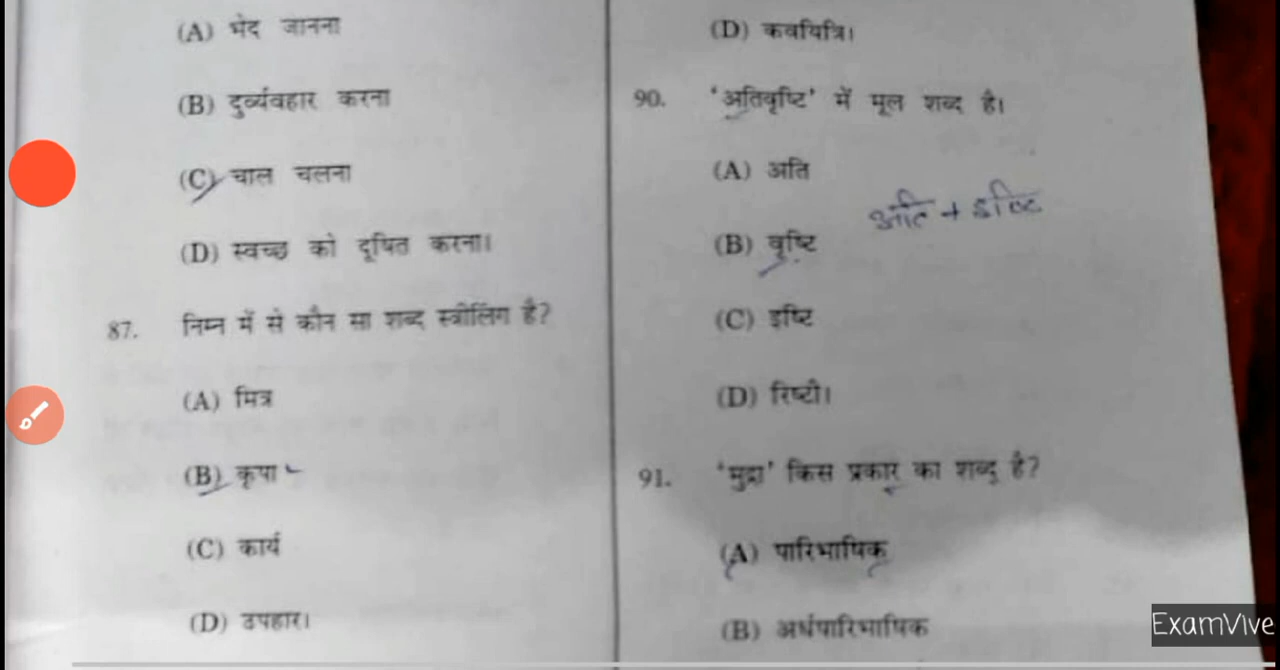 (A) भेद जानना
(B) दुर्व्यवहार करना
(C) चाल चलना
(D) स्वच्छ को दूषित करना।
87. निम्न में से कौन सा शब्द स्त्रीलिंग है?
(A) मित्र
(B) कृपा
(C) कार्य
(D) उपहार।
(D) कवयित्रि।
90. 'अतिवृष्टि' में मूल शब्द है।
(A) अति
अति + इष्टि
(B) वृष्टि
(C) इष्टि
(D) रिष्टी।
91. 'मुद्रा' किस प्रकार का शब्द है?
(A) पारिभाषिक
(B) अर्धपारिभाषिक
ExamVive